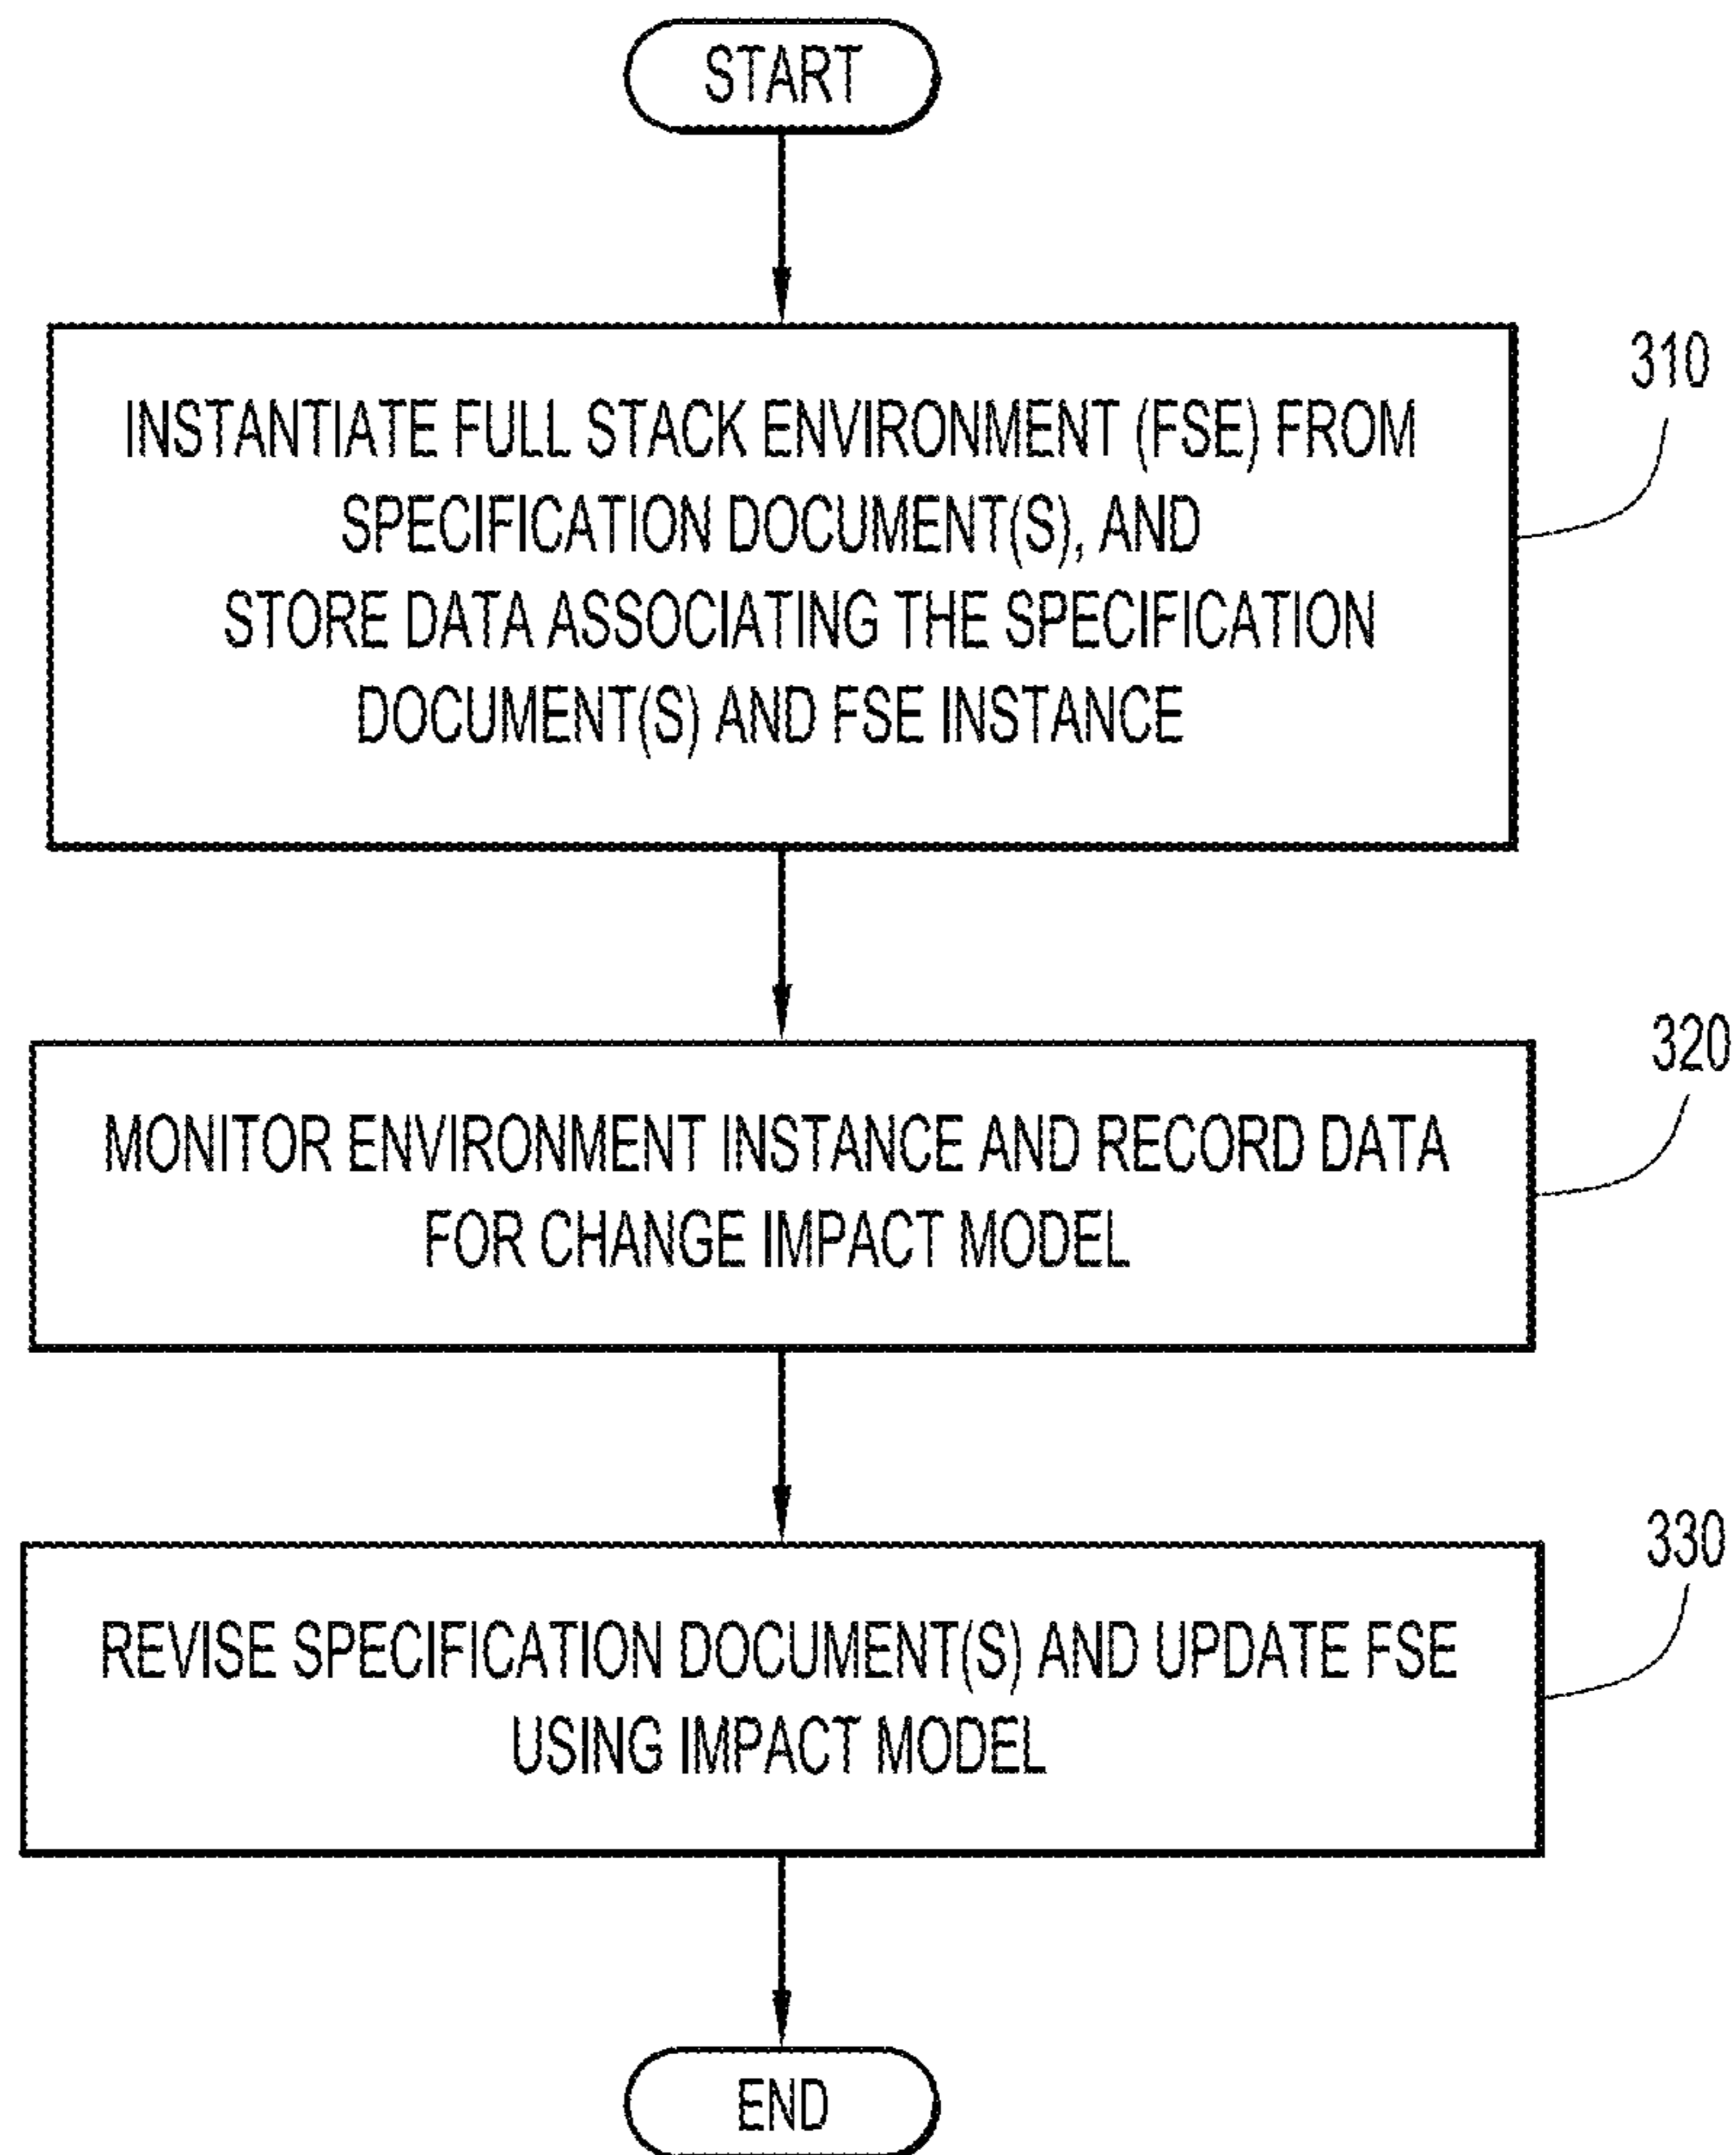 START
310
INSTANTIATE FULL STACK ENVIRONMENT (FSE) FROM
SPECIFICATION DOCUMENT(S), AND
STORE DATA ASSOCIATING THE SPECIFICATION
DOCUMENT(S) AND FSE INSTANCE
320
MONITOR ENVIRONMENT INSTANCE AND RECORD DATA
FOR CHANGE IMPACT MODEL
330
REVISE SPECIFICATION DOCUMENT(S) AND UPDATE FSE
USING IMPACT MODEL
END